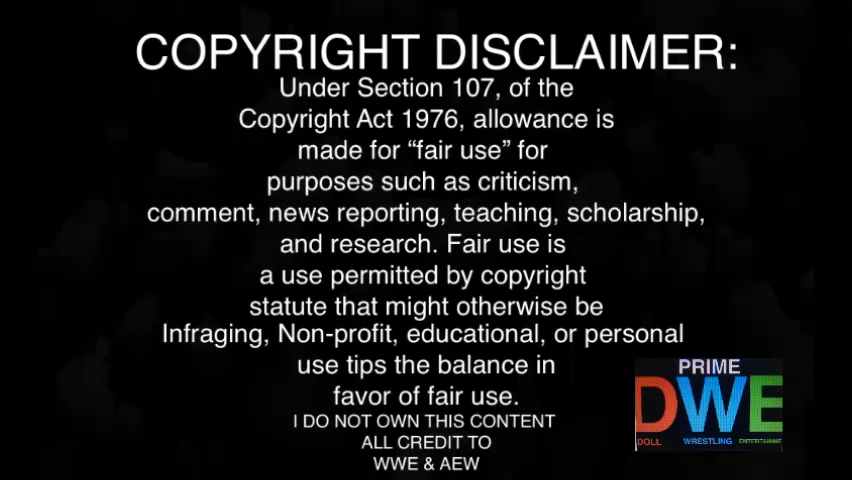 COPYRIGHT DISCLAIMER:
Under Section 107, of the
Copyright Act 1976, allowance is
made for “fair use” for
purposes such as criticism,
comment, news reporting, teaching, scholarship,
and research. Fair use is
a use permitted by copyright
statute that might otherwise be
Infraging, Non-profit, educational, or personal
use tips the balance in
favor of fair use.
I DO NOT OWN THIS CONTENT
ALL CREDIT TO
WWE & AEW
PRIME
DWE
DOLL WRESTLING ENTERTAINME